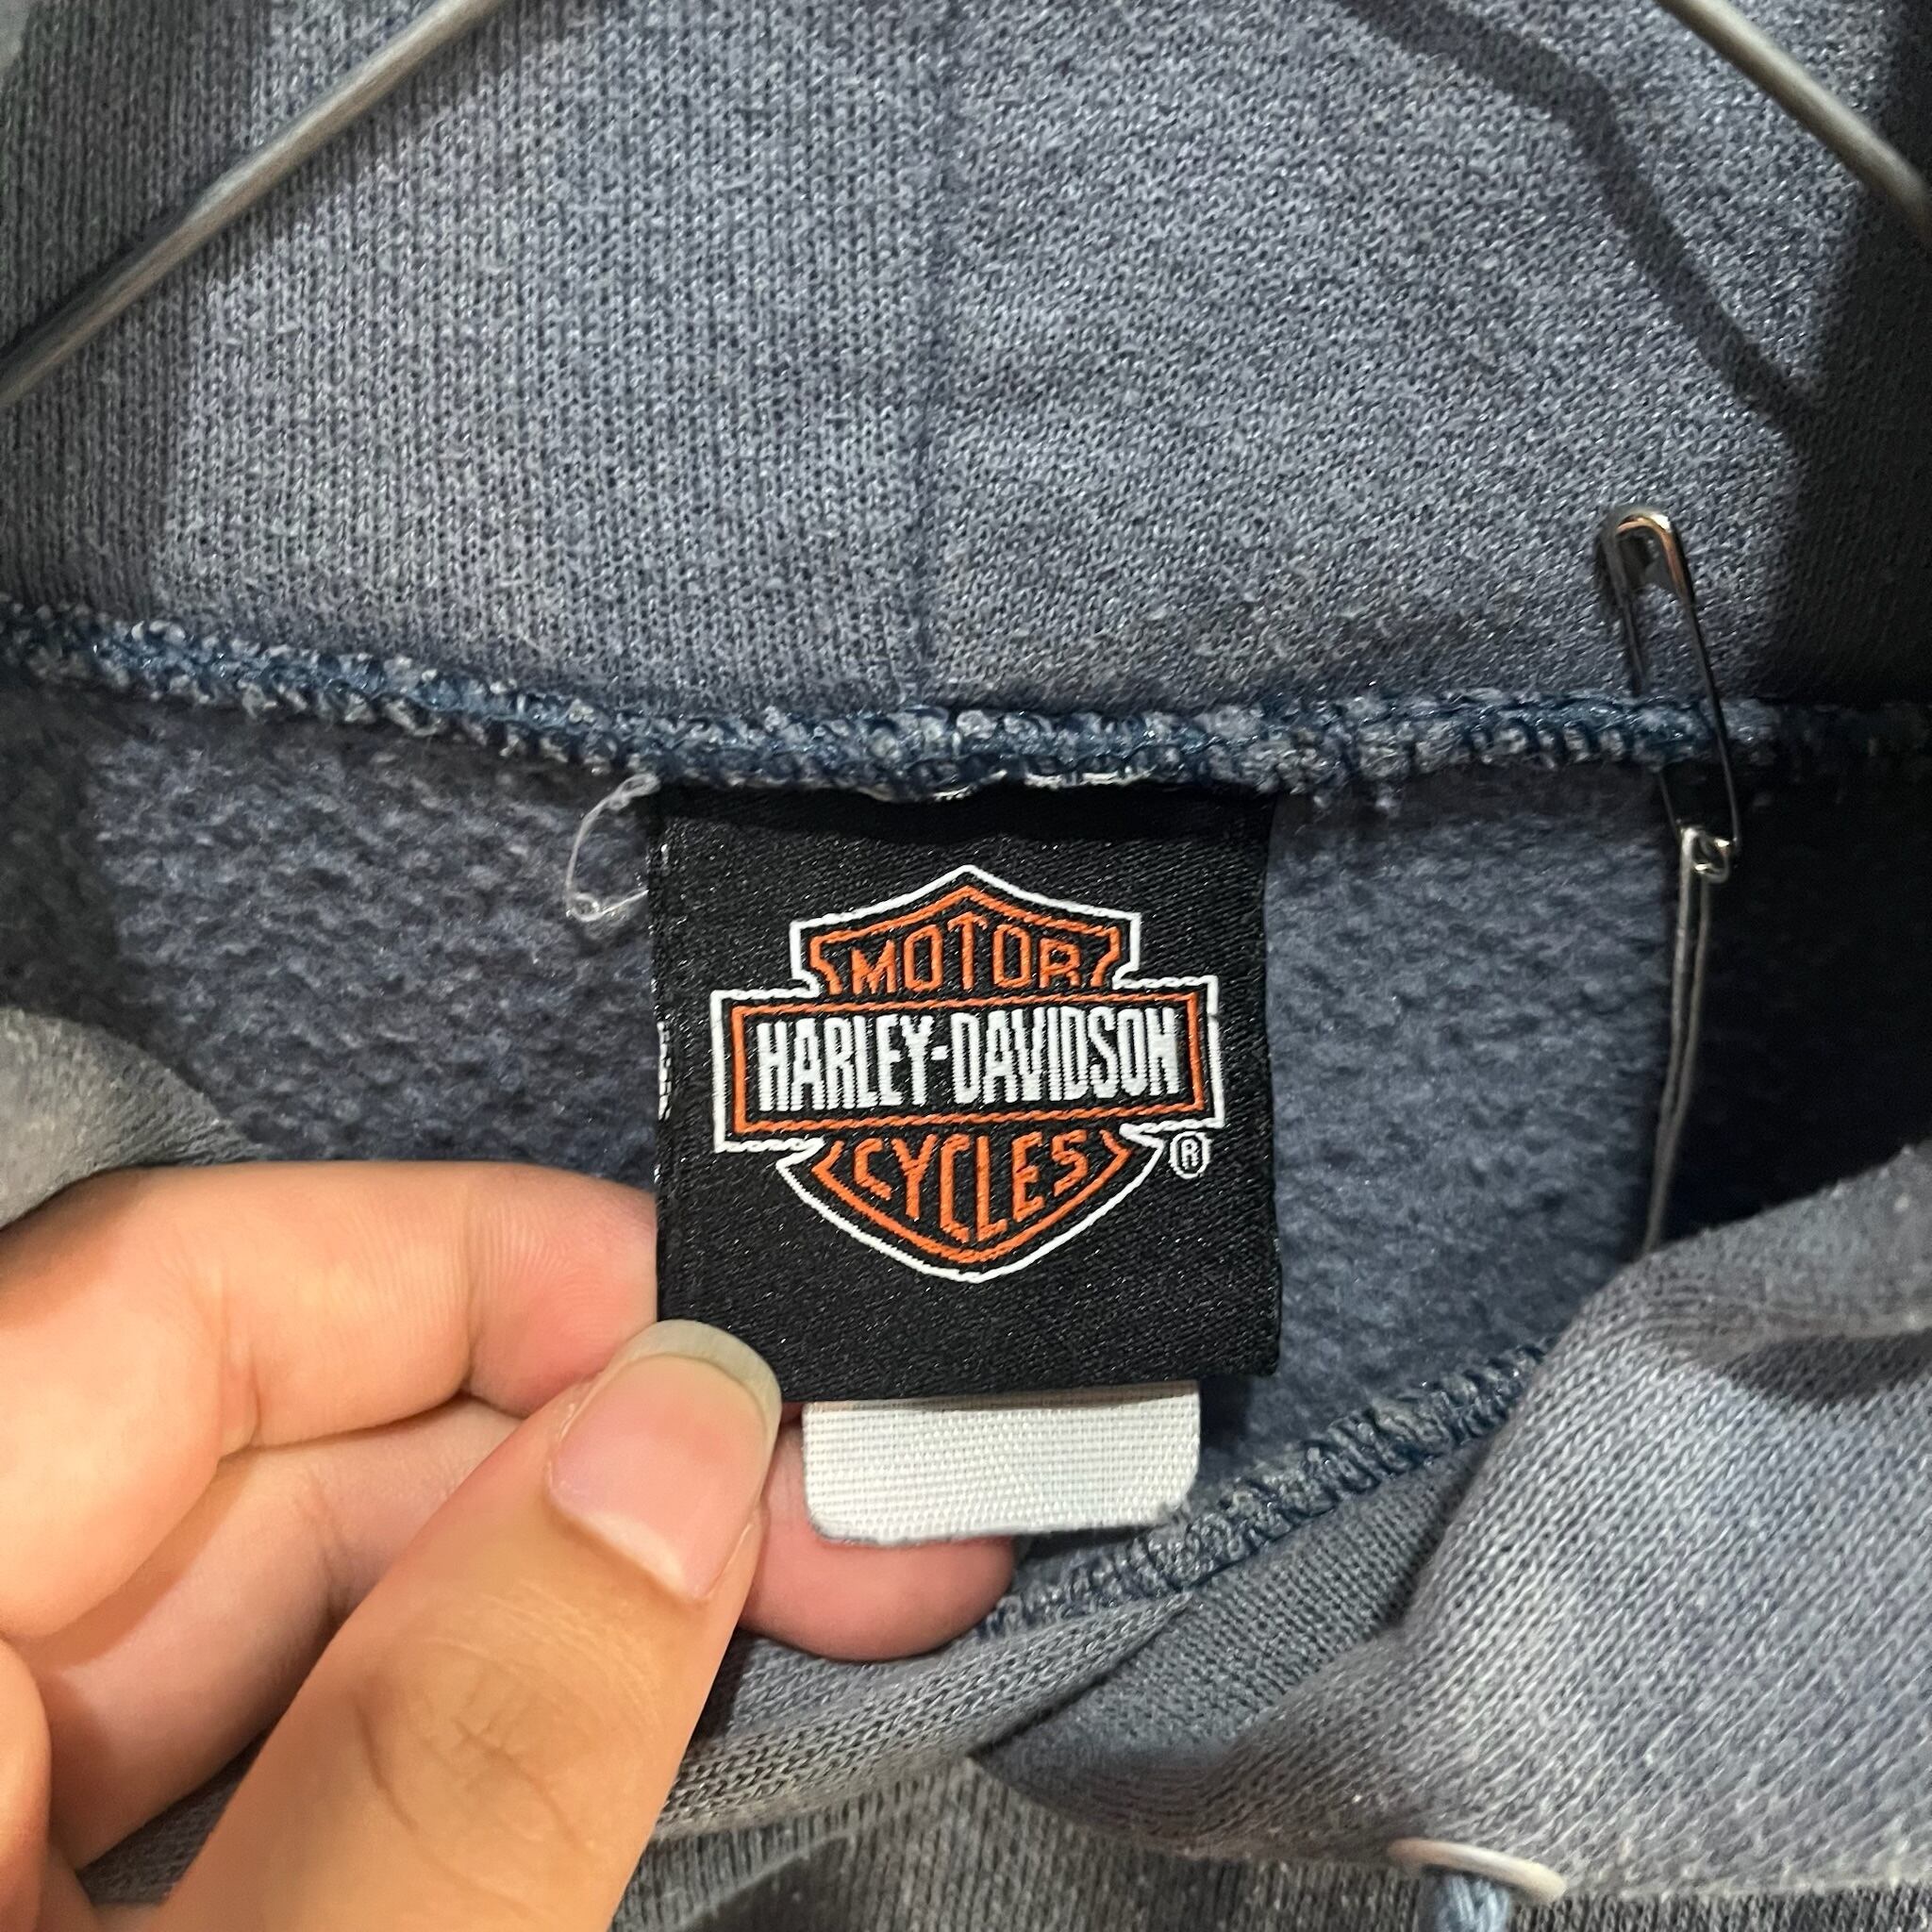 MOTOR
HARLEY-DAVIDSON
CYCLES
®